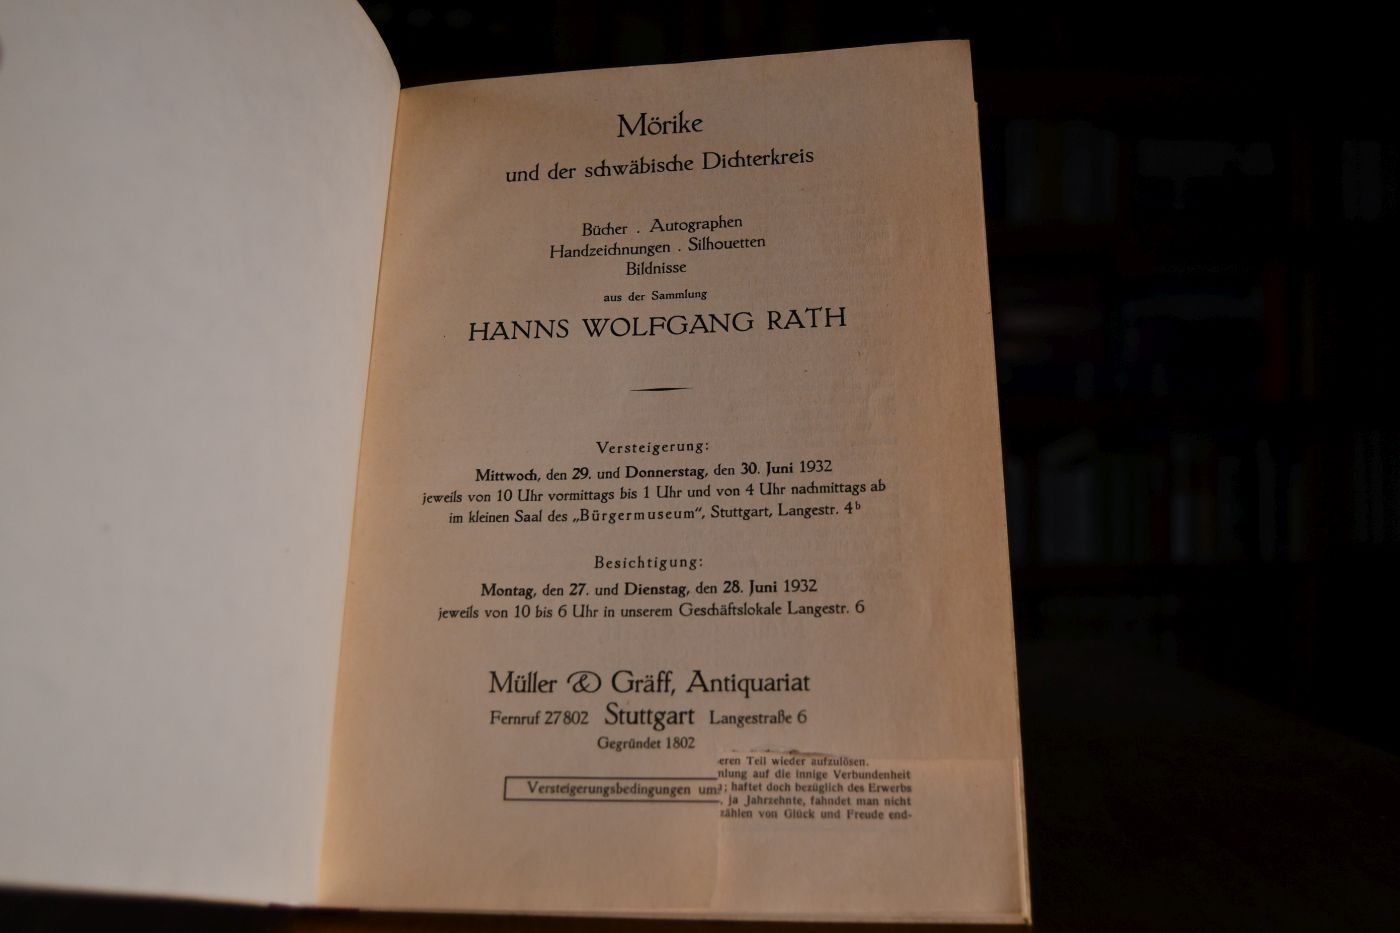 Mörike
und der schwäbische Dichterkreis
Bücher . Autographen
Handzeichnungen . Silhouetten
Bildnisse
aus der Sammlung
HANNS WOLFGANG RATH
Versteigerung:
Mittwoch, den 29. und Donnerstag, den 30. Juni 1932
jeweils von 10 Uhr vormittags bis 1 Uhr und von 4 Uhr nachmittags ab
im kleinen Saal des „Bürgermuseum“, Stuttgart, Langestr. 4ᵇ
Besichtigung:
Montag, den 27. und Dienstag, den 28. Juni 1932
jeweils von 10 bis 6 Uhr in unserem Geschäftslokale Langestr. 6
Müller & Gräff, Antiquariat
Fernruf 27802 Stuttgart Langestraße 6
Gegründet 1802
Versteigerungsbedingungen
eren Teil wieder aufzulösen.
nlung auf die innige Verbundenheit
; haftet doch bezüglich des Erwerbs
, ja Jahrzehnte, fahndet man nicht
zählen von Glück und Freude end-